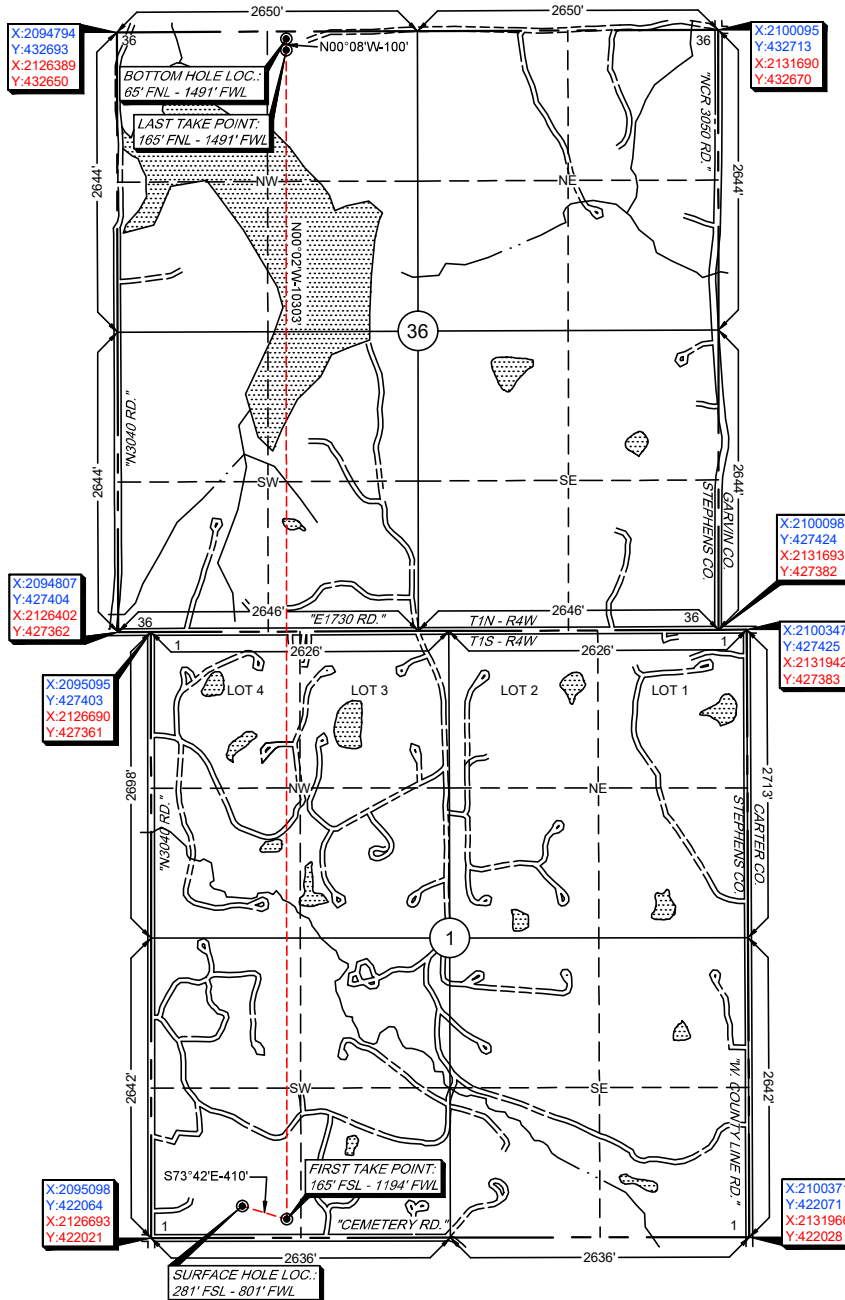 2650'
2650'
X:2094794
Y:432693
X:2126389
Y:432650
36
36
X:2100095
Y:432713
X:2131690
Y:432670
N00°08'W-100'
BOTTOM HOLE LOC.:
65' FNL - 1491' FWL
LAST TAKE POINT:
165' FNL - 1491' FWL
"NCR 3050 RD."
2644'
NW
NE
2644'
N00°02'W-10303'
36
"N3040 RD."
2644'
SW
SE
2644'
STEPHENS CO.
GARVIN CO.
X:2100098
Y:427424
X:2131693
Y:427382
X:2094807
Y:427404
X:2126402
Y:427362
2646'
"E1730 RD."
2646'
36
T1N - R4W
36
1
T1S - R4W
1
2626'
2626'
X:2100347
Y:427425
X:2131942
Y:427383
X:2095095
Y:427403
X:2126690
Y:427361
LOT 4
LOT 3
LOT 2
LOT 1
2698'
"N3040 RD."
NW
NE
STEPHENS CO.
CARTER CO.
2713'
1
2642'
SW
SE
"W. COUNTY LINE RD."
2642'
S73°42'E-410'
FIRST TAKE POINT:
165' FSL - 1194' FWL
X:2095098
Y:422064
X:2126693
Y:422021
1
"CEMETERY RD."
1
X:210037
Y:422071
X:213196
Y:422028
2636'
2636'
SURFACE HOLE LOC.:
281' FSL - 801' FWL